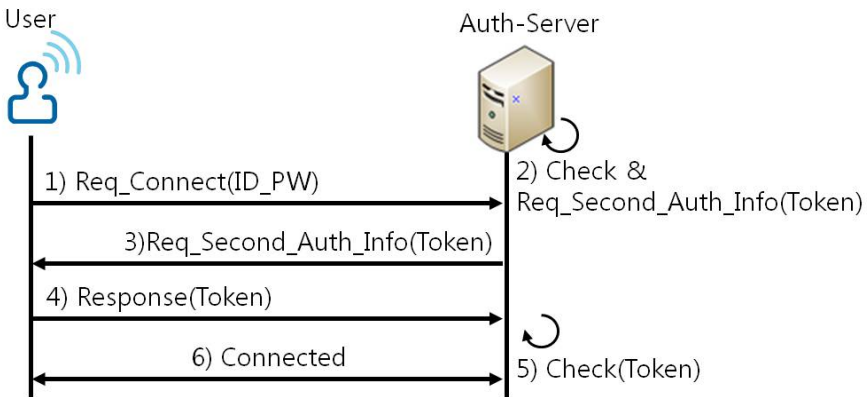 User
Auth-Server
1) Req_Connect(ID_PW)
2) Check &
Req_Second_Auth_Info(Token)
3)Req_Second_Auth_Info(Token)
4) Response(Token)
5) Check(Token)
6) Connected